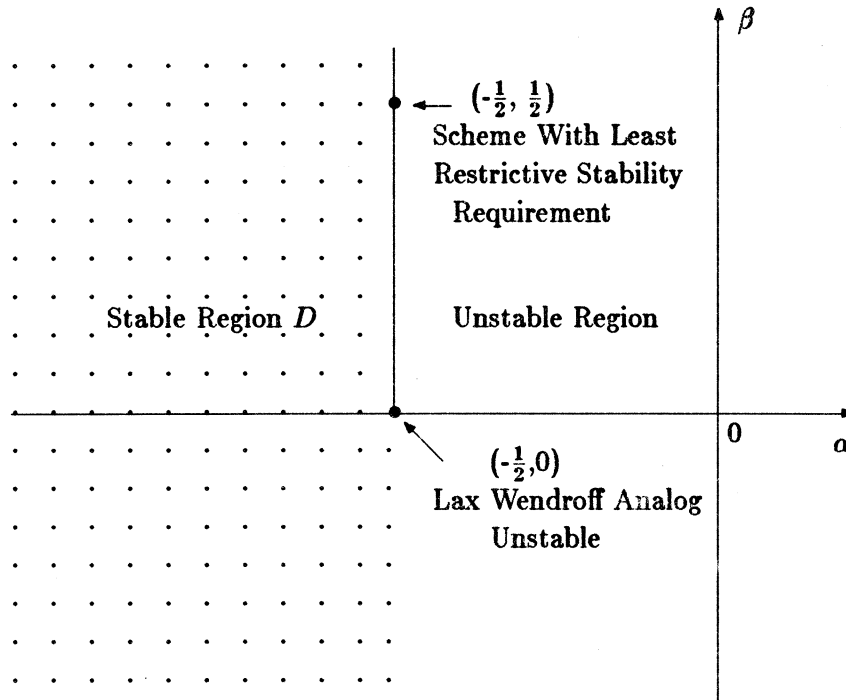 β
(-1/2, 1/2)
Scheme With Least
Restrictive Stability
Requirement
Stable Region D
Unstable Region
0
α
(-1/2,0)
Lax Wendroff Analog
Unstable